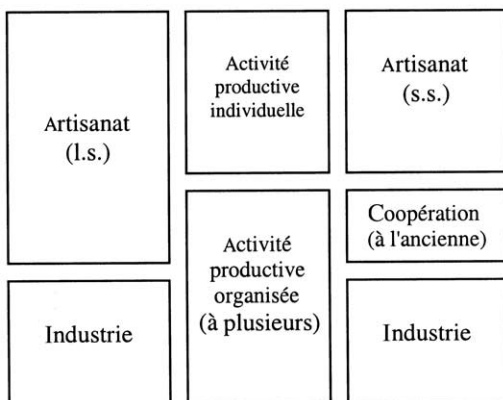 Artisanat
(l.s.)
Industrie
Activité
productive
individuelle
Activité
productive
organisée
(à plusieurs)
Artisanat
(s.s.)
Coopération
(à l'ancienne)
Industrie